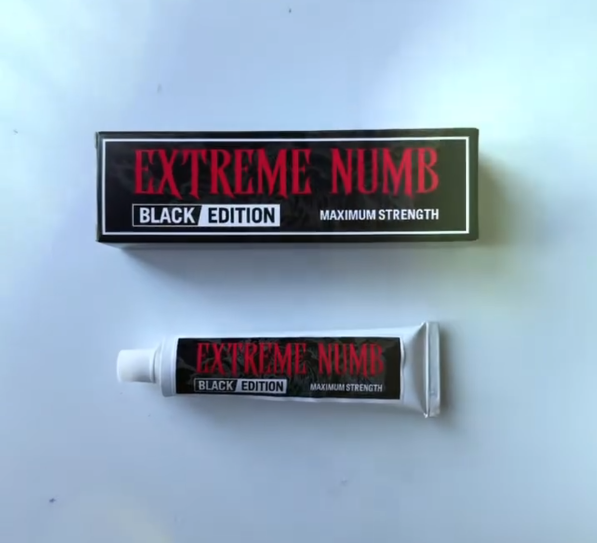 EXTREME NUMB
BLACK EDITION MAXIMUM STRENGTH
EXTREME NUMB
BLACK EDITION MAXIMUM STRENGTH